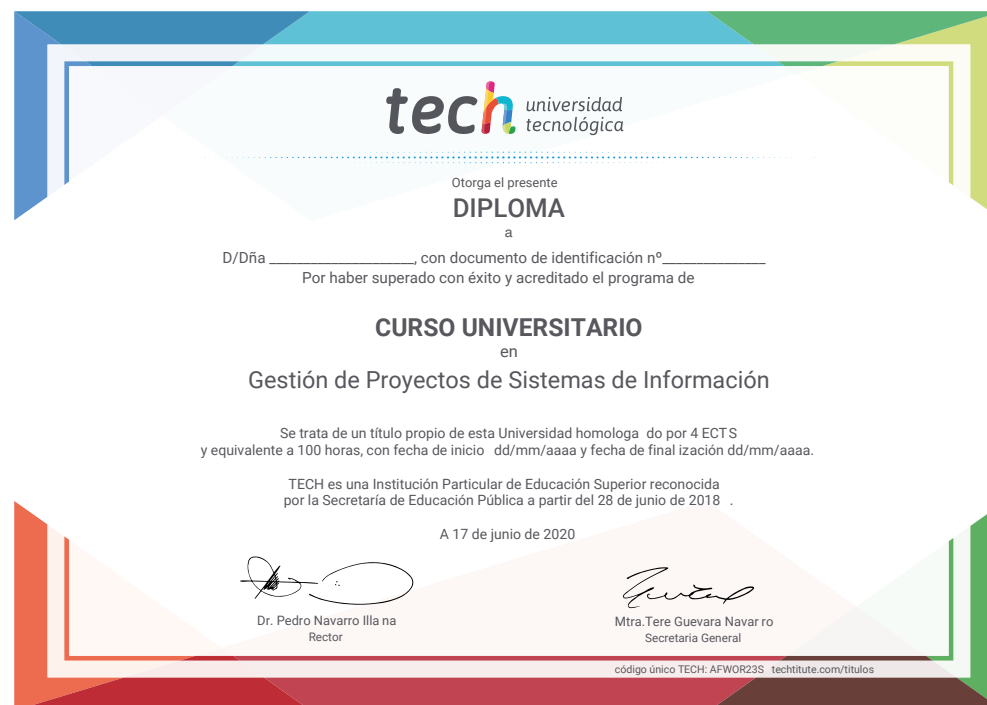 tech universidad
tecnológica
Otorga el presente
DIPLOMA
a
D/Dña ____________________, con documento de identificación nº______________
Por haber superado con éxito y acreditado el programa de
CURSO UNIVERSITARIO
en
Gestión de Proyectos de Sistemas de Información
Se trata de un título propio de esta Universidad homologa do por 4 ECTS
y equivalente a 100 horas, con fecha de inicio dd/mm/aaaa y fecha de final ización dd/mm/aaaa.
TECH es una Institución Particular de Educación Superior reconocida
por la Secretaría de Educación Pública a partir del 28 de junio de 2018 .
A 17 de junio de 2020
Dr. Pedro Navarro Illa na
Rector
Mtra.Tere Guevara Navar ro
Secretaria General
código único TECH: AFWOR23S techtitute.com/titulos